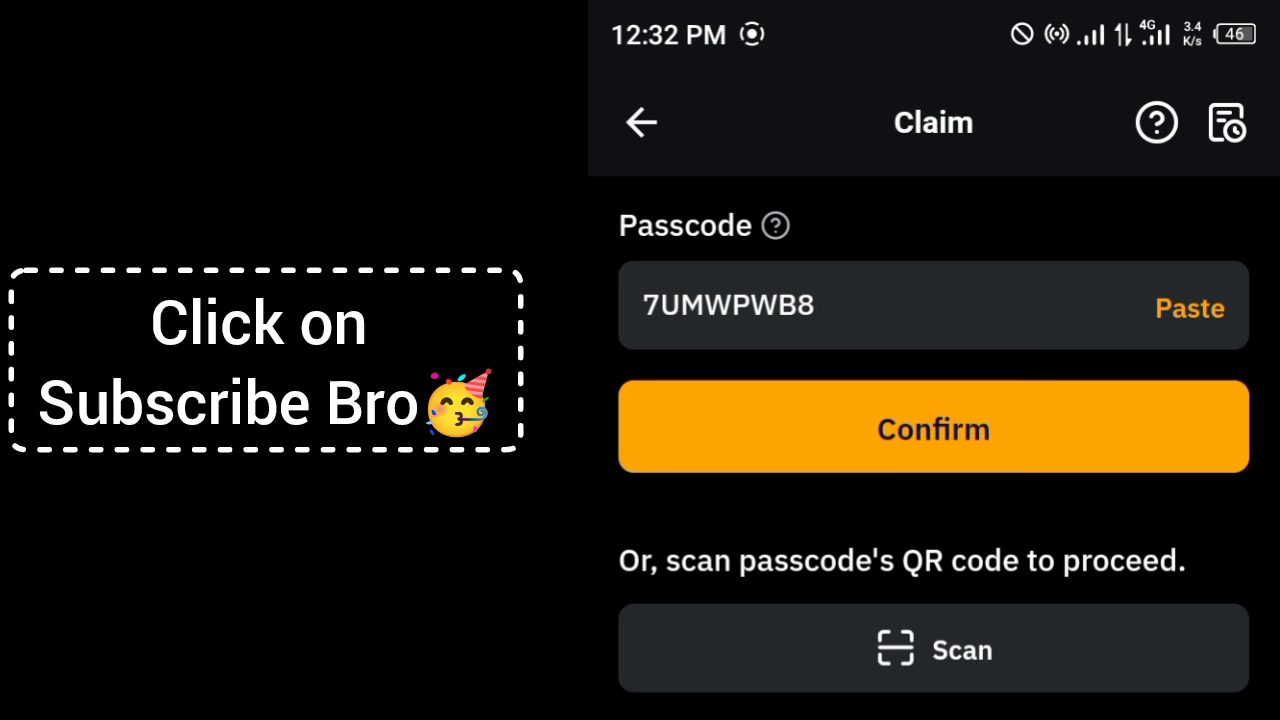 Click on
Subscribe Bro🥳
12:32 PM
4G
3.4
K/s
46
Claim
Passcode
7UMWPWB8
Paste
Confirm
Or, scan passcode's QR code to proceed.
Scan